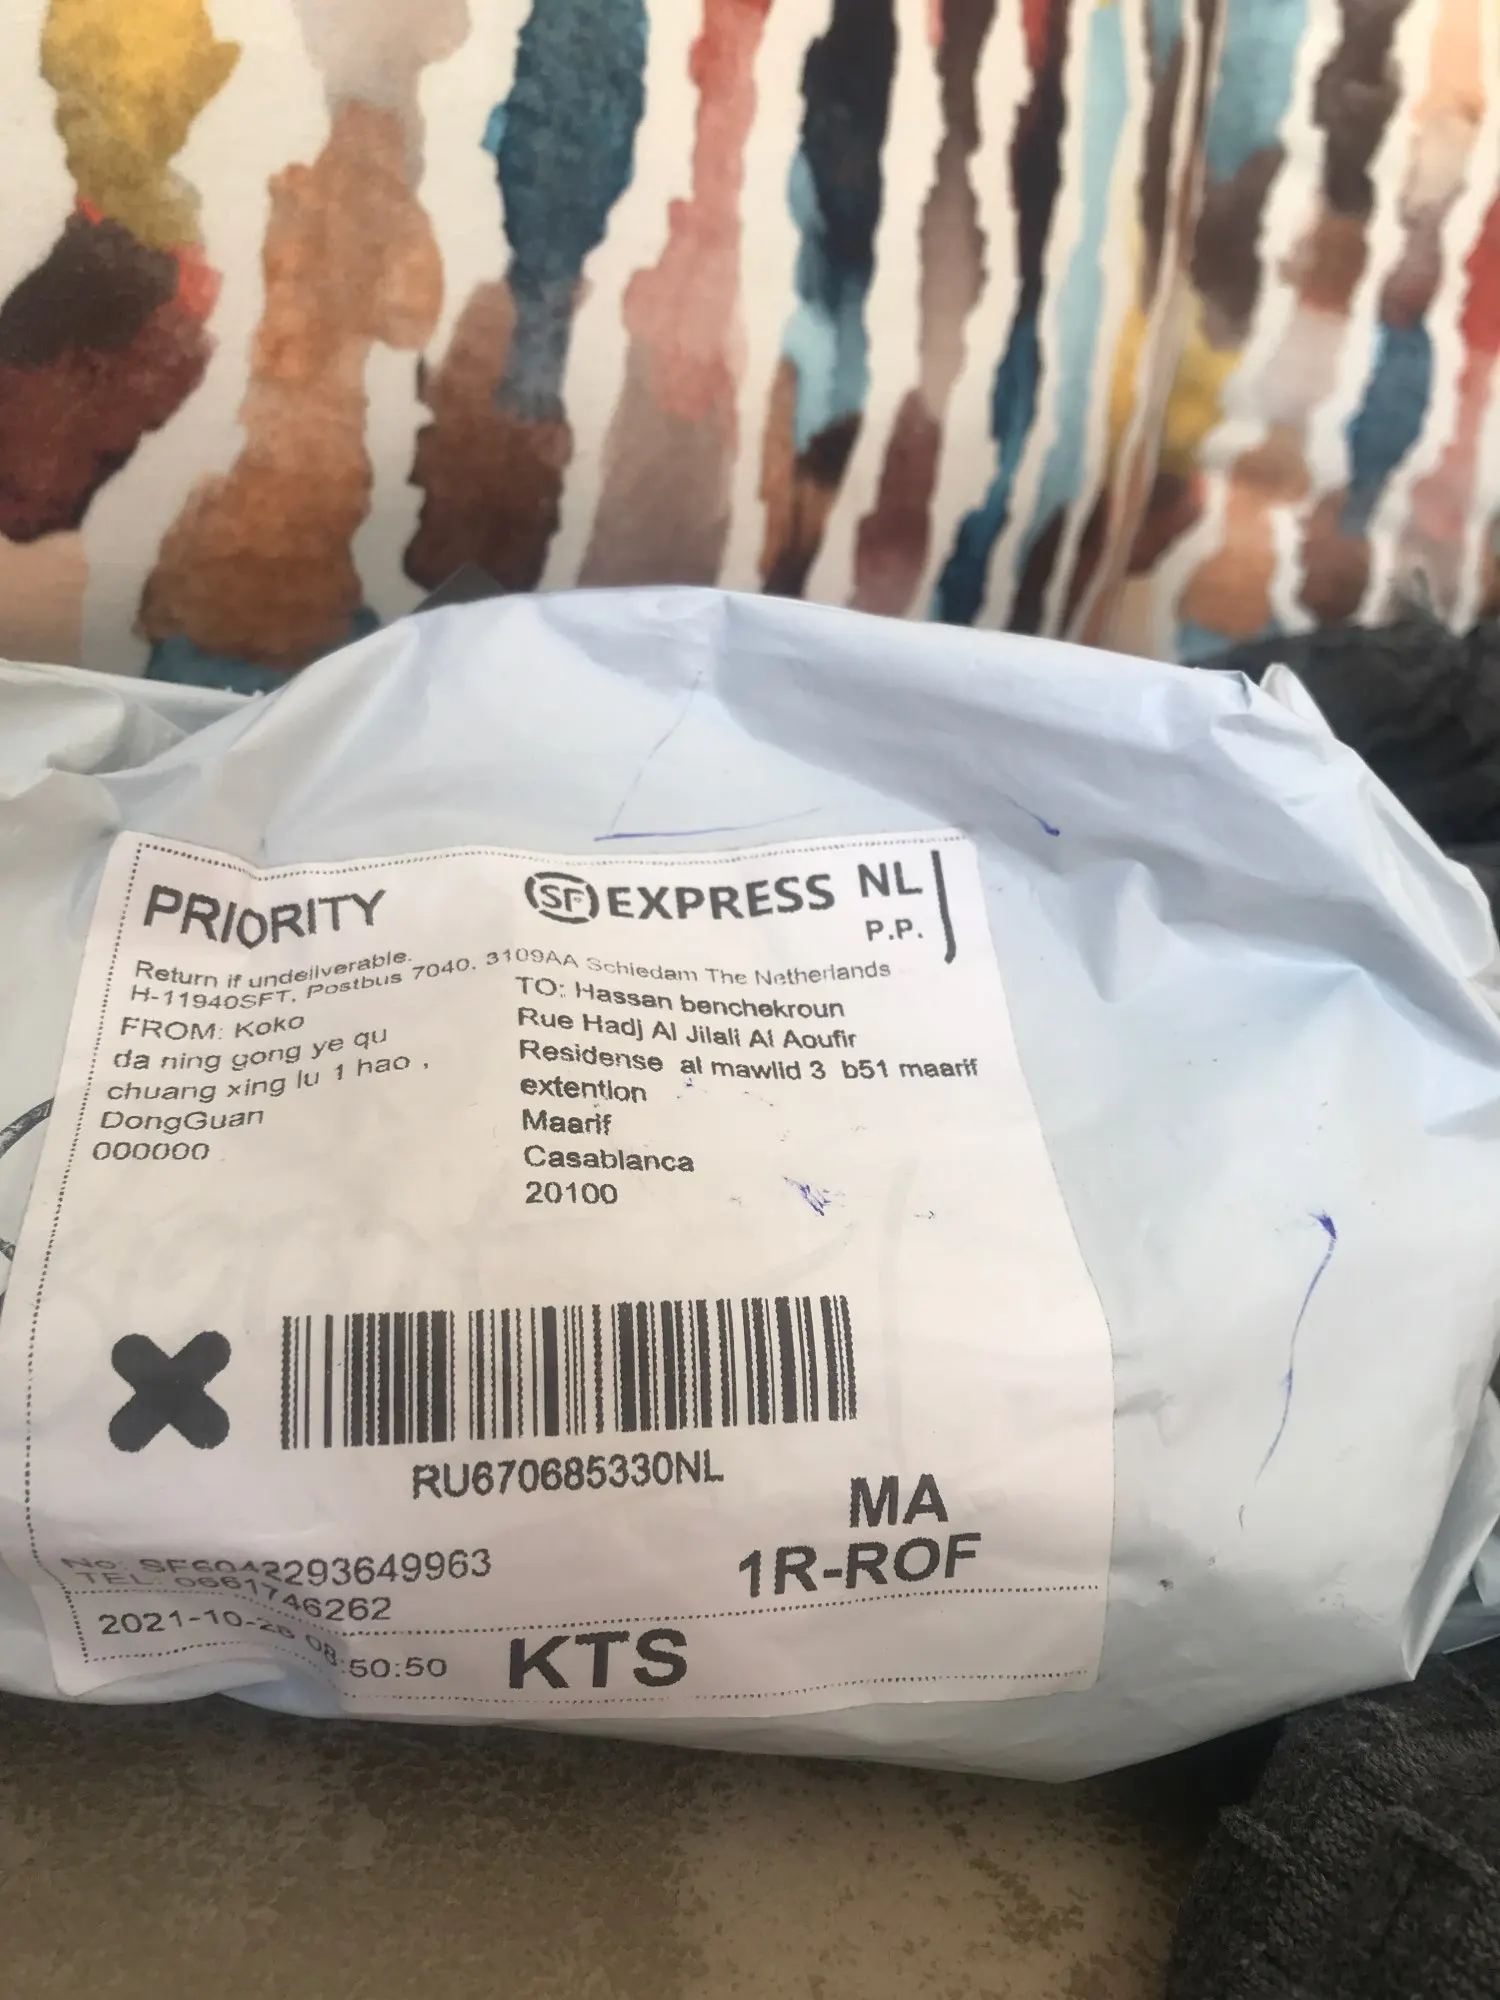 PRIORITY
SF EXPRESS
NL
P.P.
Return if undeliverable.
H-11940SFT, Postbus 7040, 3109AA Schiedam The Netherlands
FROM: Koko
da ning gong ye qu
chuang xing lu 1 hao ,
DongGuan
000000
TO: Hassan benchekroun
Rue Hadj Al Jilali Al Aoufir
Residense al mawlid 3 b51 maarif
extention
Maarif
Casablanca
20100
RU670685330NL
MA
1R-ROF
No: SF6042293649963
TEL: 0661746262
2021-10-28 08:50:50
KTS